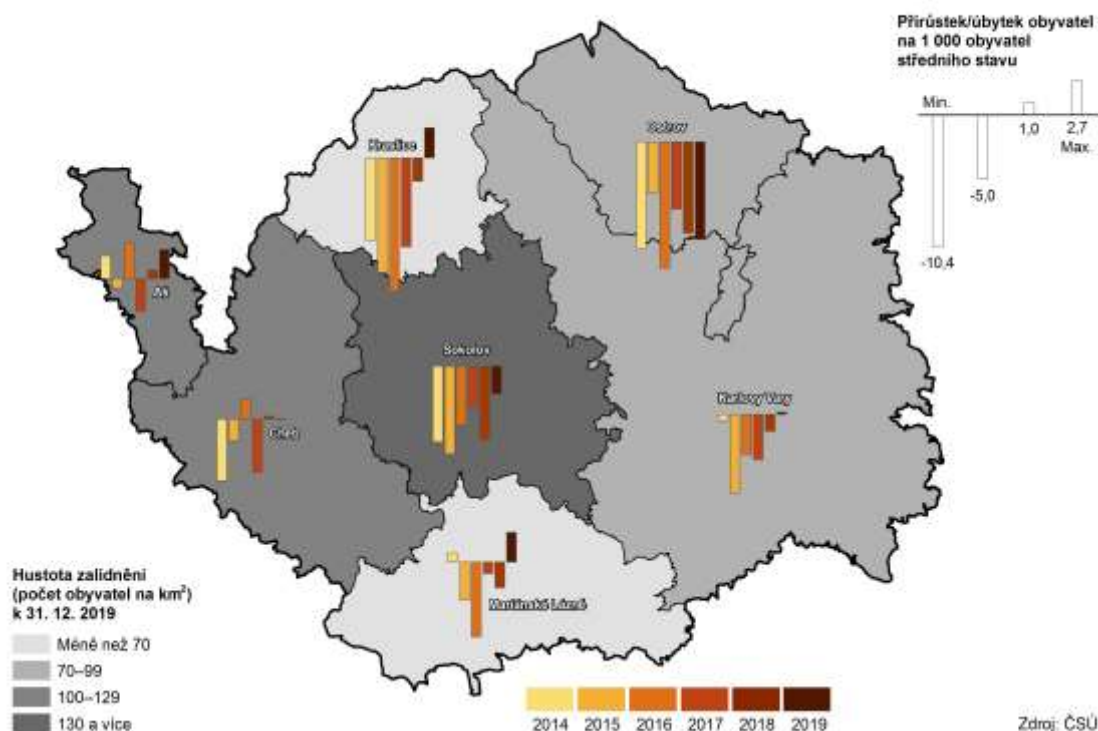 Přirůstek/úbytek obyvatel
na 1 000 obyvatel
středního stavu
Min.
1,0
2,7
Max.
-5,0
-10,4
Kraslice
Ostrov
Aš
Sokolov
Cheb
Karlovy Vary
Mariánské Lázně
Hustota zalidnění
(počet obyvatel na km²)
k 31. 12. 2019
Méně než 70
70–99
100–129
130 a více
2014 2015 2016 2017 2018 2019
Zdroj: ČSÚ